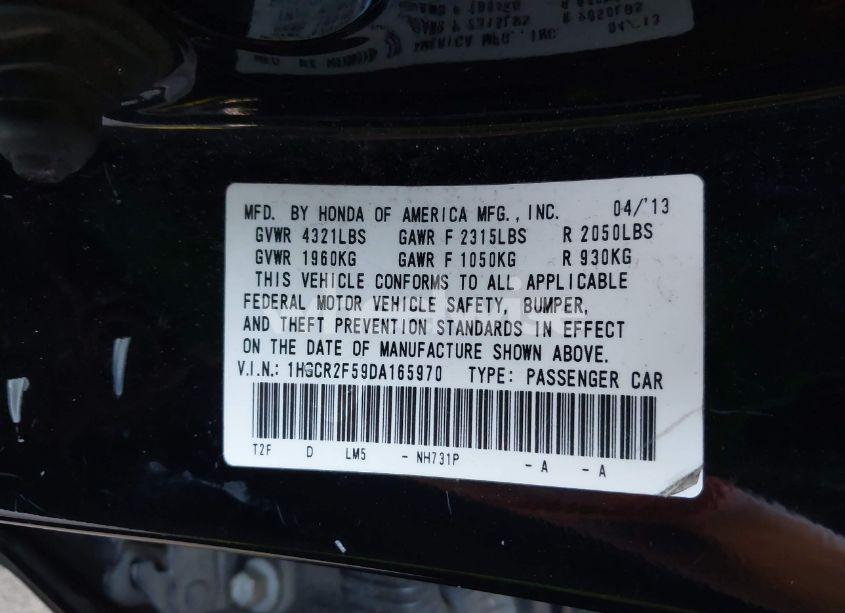 MFD. BY HONDA OF AMERICA MFG., INC. 04/'13
GVWR 4321LBS GAWR F 2315LBS R 2050LBS
GVWR 1960KG GAWR F 1050KG R 930KG
THIS VEHICLE CONFORMS TO ALL APPLICABLE
FEDERAL MOTOR VEHICLE SAFETY, BUMPER,
AND THEFT PREVENTION STANDARDS IN EFFECT
ON THE DATE OF MANUFACTURE SHOWN ABOVE.
V.I.N.: 1HGCR2F59DA165970 TYPE: PASSENGER CAR
T2F D LM5 - NH731P - A - A